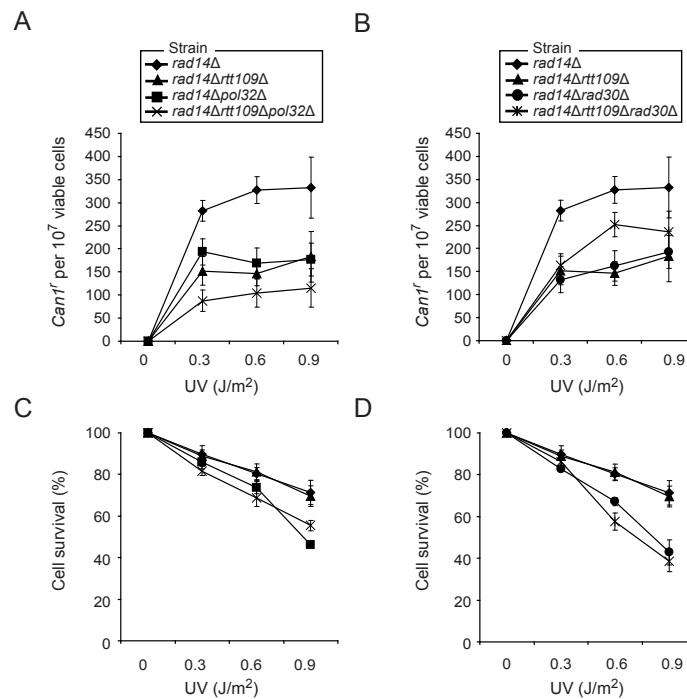 A
Strain
rad14Δ
rad14Δrtt109Δ
rad14Δpol32Δ
rad14Δrtt109Δpol32Δ
450
400
350
300
250
200
150
100
50
0
Can1ʳ per 10⁷ viable cells
0 0.3 0.6 0.9
UV (J/m²)
B
Strain
rad14Δ
rad14Δrtt109Δ
rad14Δrad30Δ
rad14Δrtt109Δrad30Δ
450
400
350
300
250
200
150
100
50
0
Can1ʳ per 10⁷ viable cells
0 0.3 0.6 0.9
UV (J/m²)
C
100
80
60
40
20
0
Cell survival (%)
0 0.3 0.6 0.9
UV (J/m²)
D
100
80
60
40
20
0
Cell survival (%)
0 0.3 0.6 0.9
UV (J/m²)